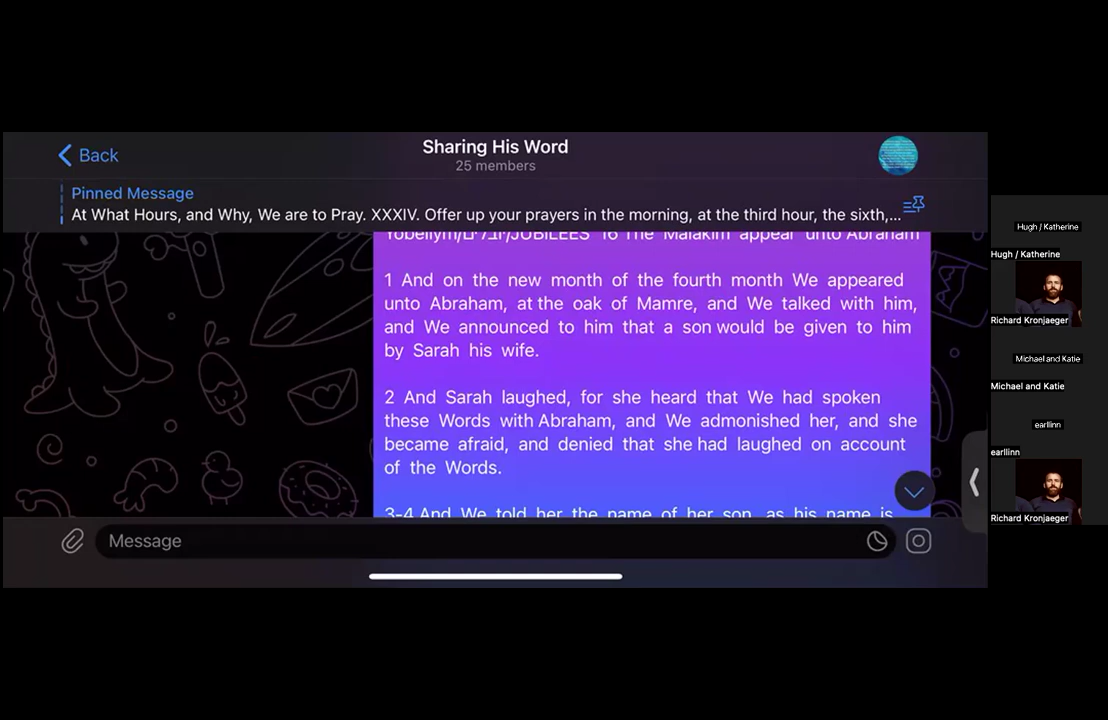 Back
Sharing His Word
25 members
Pinned Message
At What Hours, and Why, We are to Pray. XXXIV. Offer up your prayers in the morning, at the third hour, the sixth,...
Yobeliym/יובלים/JUBILEES 16 The Malakim appear unto Abraham
1 And on the new month of the fourth month We appeared
unto Abraham, at the oak of Mamre, and We talked with him,
and We announced to him that a son would be given to him
by Sarah his wife.
2 And Sarah laughed, for she heard that We had spoken
these Words with Abraham, and We admonished her, and she
became afraid, and denied that she had laughed on account
of the Words.
3-4 And We told her the name of her son, as his name is
Message
Hugh / Katherine
Hugh / Katherine
Richard Kronjaeger
Michael and Katie
Michael and Katie
earllinn
earllinn
Richard Kronjaeger